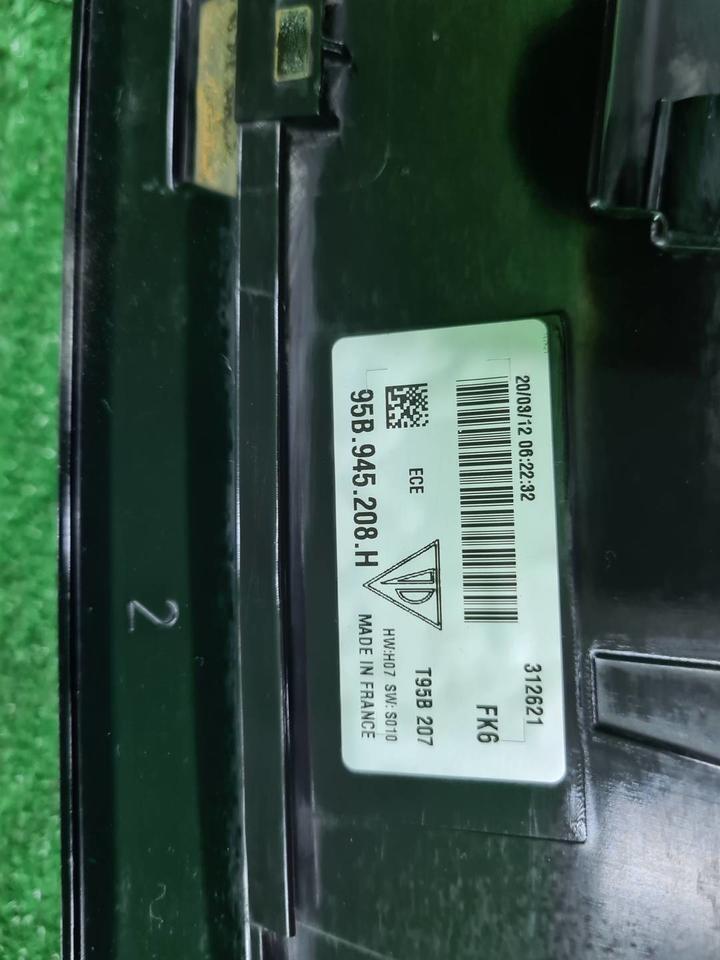 20/03/12 06:22:32
312621
FK6
ECE
T95B 207
HW:H07 SW:S010
95B.945.208.H
MADE IN FRANCE
2